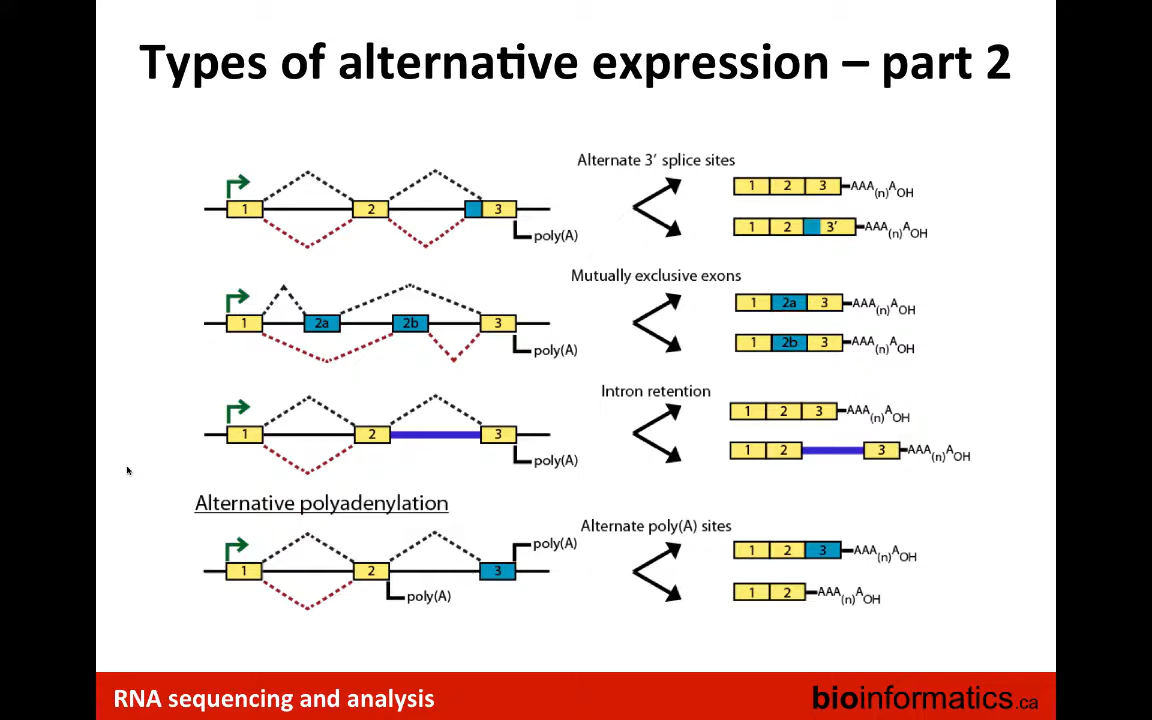 Types of alternative expression – part 2
Alternate 3' splice sites
1 2 3 poly(A)
1 2 3 AAA(n)AOH
1 2 3' AAA(n)AOH
Mutually exclusive exons
1 2a 2b 3 poly(A)
1 2a 3 AAA(n)AOH
1 2b 3 AAA(n)AOH
Intron retention
1 2 3 poly(A)
1 2 3 AAA(n)AOH
1 2 3 AAA(n)AOH
Alternative polyadenylation
Alternate poly(A) sites
poly(A)
1 2 3
poly(A)
1 2 3 AAA(n)AOH
1 2 AAA(n)AOH
RNA sequencing and analysis
bioinformatics.ca